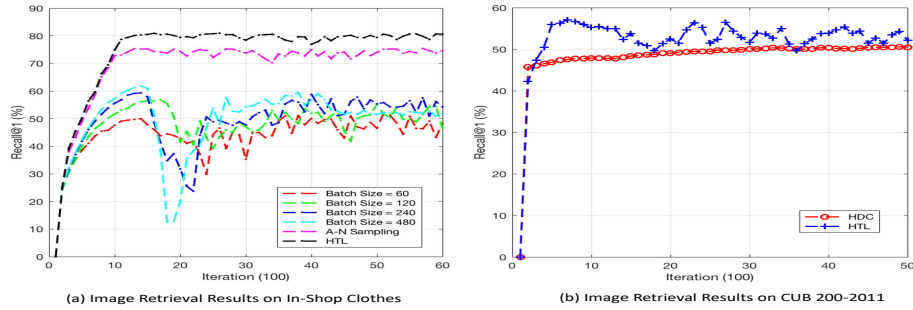 90
80
70
60
50
40
30
20
10
0
Recall@1 (%)
Batch Size = 60
Batch Size = 120
Batch Size = 240
Batch Size = 480
A-N Sampling
HTL
0 10 20 30 40 50 60
Iteration (100)
(a) Image Retrieval Results on In-Shop Clothes
60
50
40
30
20
10
0
Recall@1 (%)
HDC
HTL
0 10 20 30 40 50
Iteration (100)
(b) Image Retrieval Results on CUB 200-2011